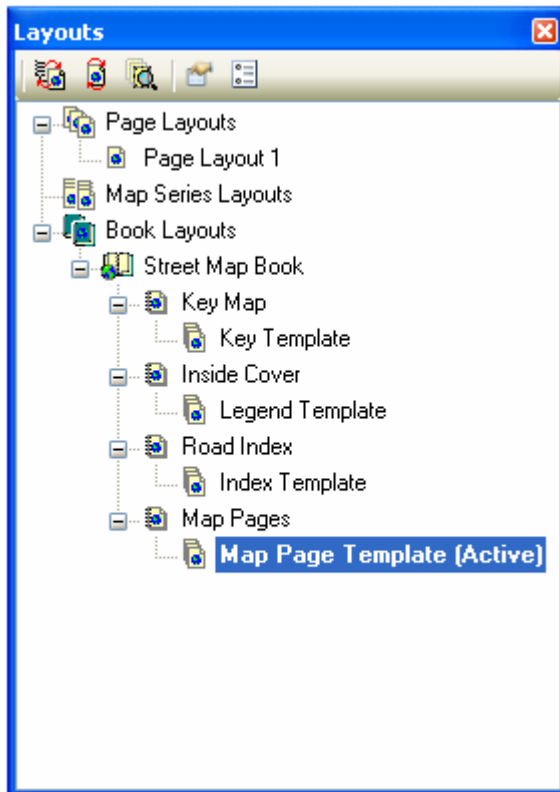 Layouts
Page Layouts
Page Layout 1
Map Series Layouts
Book Layouts
Street Map Book
Key Map
Key Template
Inside Cover
Legend Template
Road Index
Index Template
Map Pages
Map Page Template (Active)